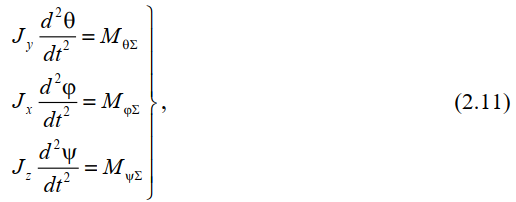 J_y d²θ/dt² = M_θΣ
J_x d²φ/dt² = M_φΣ
J_z d²ψ/dt² = M_ψΣ
, (2.11)